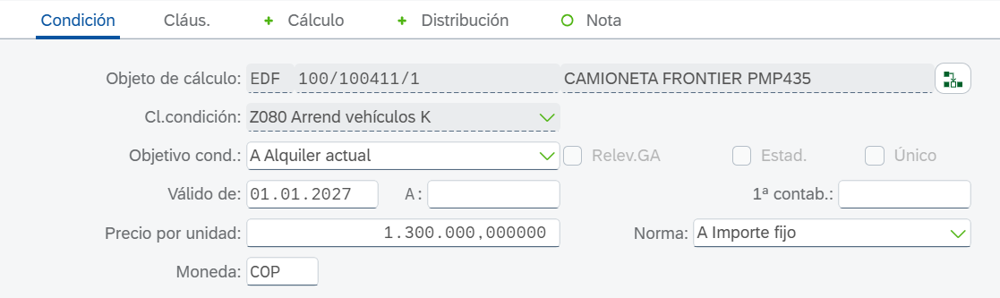 Condición Cláus. Cálculo Distribución Nota
Objeto de cálculo: EDF 100/100411/1 CAMIONETA FRONTIER PMP435
Cl.condición: Z080 Arrend vehículos K
Objetivo cond.: A Alquiler actual Relev.GA Estad. Único
Válido de: 01.01.2027 A: 1ª contab.:
Precio por unidad: 1.300.000,000000 Norma: A Importe fijo
Moneda: COP